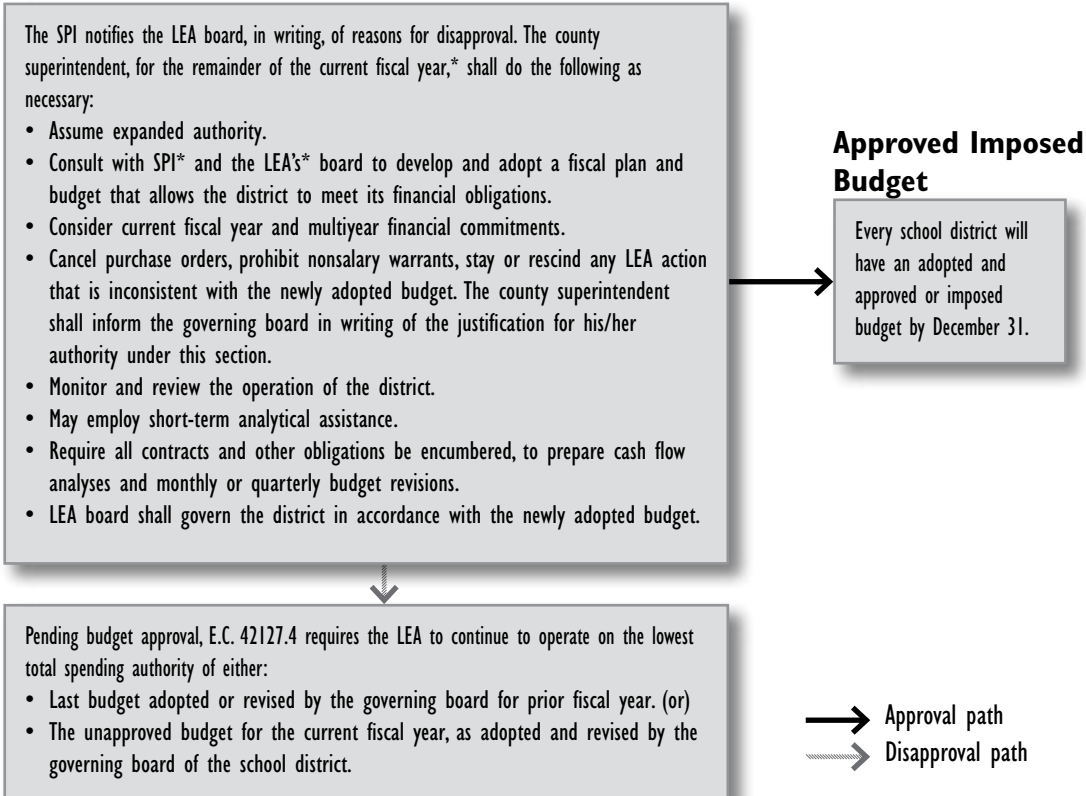 The SPI notifies the LEA board, in writing, of reasons for disapproval. The county
superintendent, for the remainder of the current fiscal year,* shall do the following as
necessary:
• Assume expanded authority.
• Consult with SPI* and the LEA's* board to develop and adopt a fiscal plan and
budget that allows the district to meet its financial obligations.
• Consider current fiscal year and multiyear financial commitments.
• Cancel purchase orders, prohibit nonsalary warrants, stay or rescind any LEA action
that is inconsistent with the newly adopted budget. The county superintendent
shall inform the governing board in writing of the justification for his/her
authority under this section.
• Monitor and review the operation of the district.
• May employ short-term analytical assistance.
• Require all contracts and other obligations be encumbered, to prepare cash flow
analyses and monthly or quarterly budget revisions.
• LEA board shall govern the district in accordance with the newly adopted budget.
Approved Imposed
Budget
Every school district will
have an adopted and
approved or imposed
budget by December 31.
Pending budget approval, E.C. 42127.4 requires the LEA to continue to operate on the lowest
total spending authority of either:
• Last budget adopted or revised by the governing board for prior fiscal year. (or)
• The unapproved budget for the current fiscal year, as adopted and revised by the
governing board of the school district.
Approval path
Disapproval path